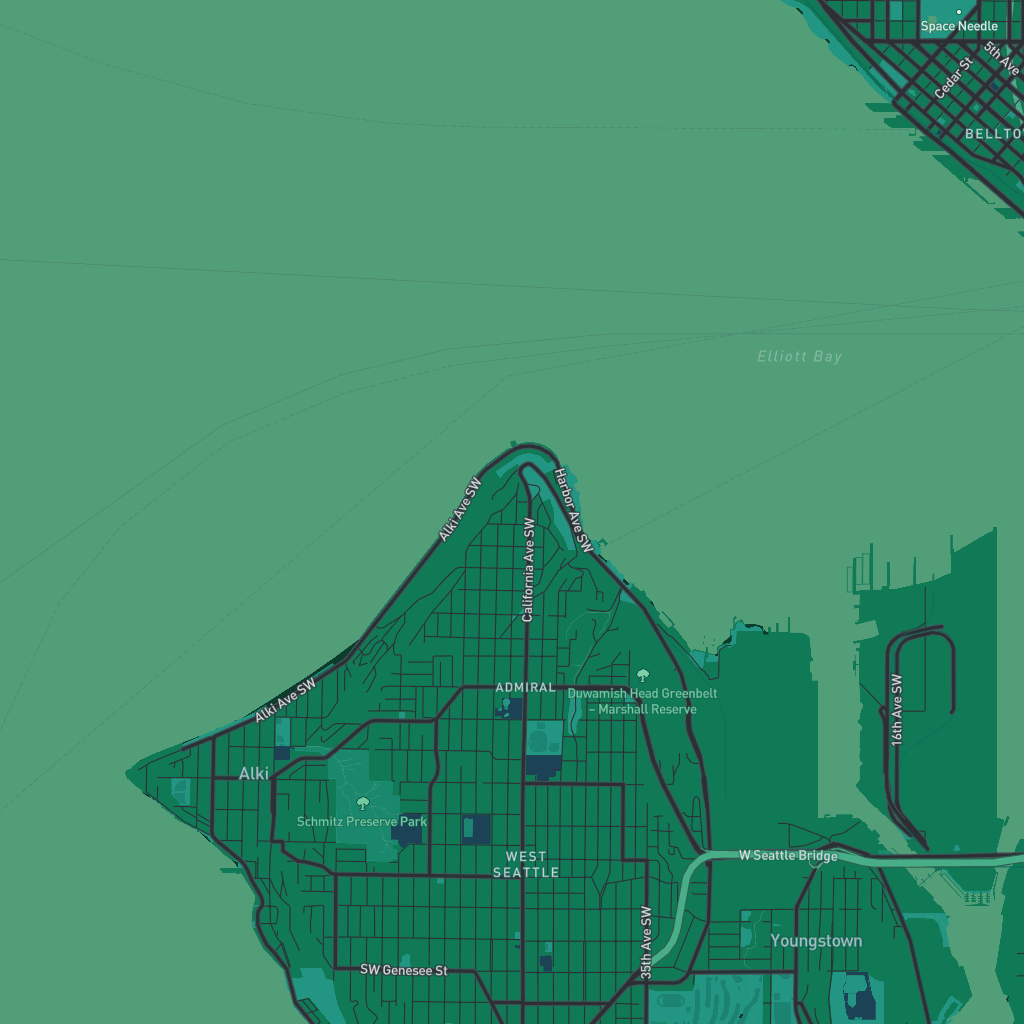 Space Needle
5th Ave
Cedar St
BELLTO
Elliott Bay
Alki Ave SW
Harbor Ave SW
California Ave SW
ADMIRAL
Duwamish Head Greenbelt
– Marshall Reserve
Alki Ave SW
16th Ave SW
Alki
Schmitz Preserve Park
WEST
SEATTLE
W Seattle Bridge
35th Ave SW
Youngstown
SW Genesee St